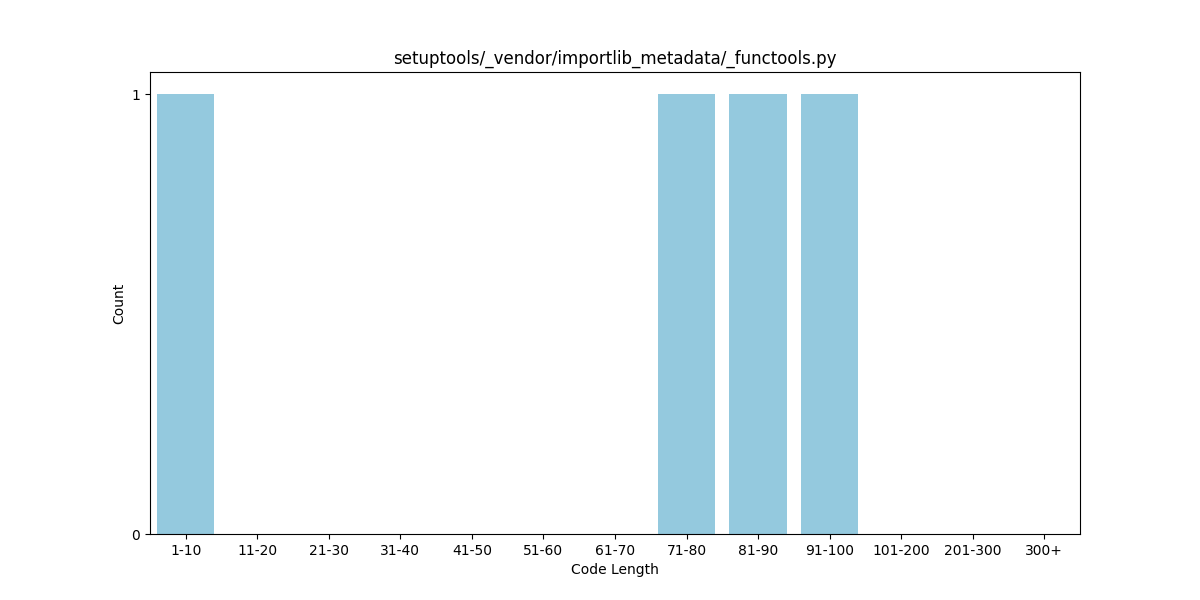 setuptools/_vendor/importlib_metadata/_functools.py
1
Count
0
1-10 11-20 21-30 31-40 41-50 51-60 61-70 71-80 81-90 91-100 101-200 201-300 300+
Code Length